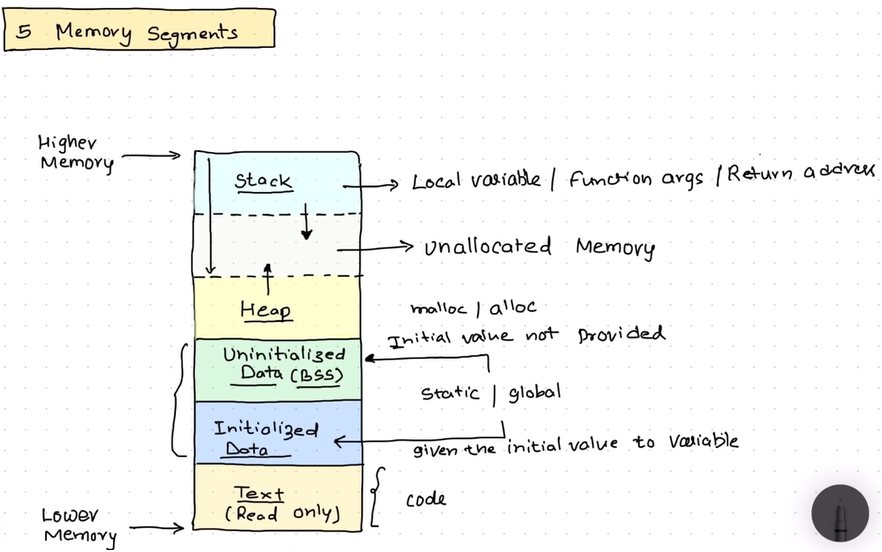 5 Memory Segments
Higher
Memory
Stack
Local variable / Function args / Return address
Unallocated Memory
Heap
malloc / alloc
Initial value not provided
Uninitialized
Data (BSS)
Static / global
Initialized
Data
given the initial value to variable
Text
(Read only)
code
Lower
Memory